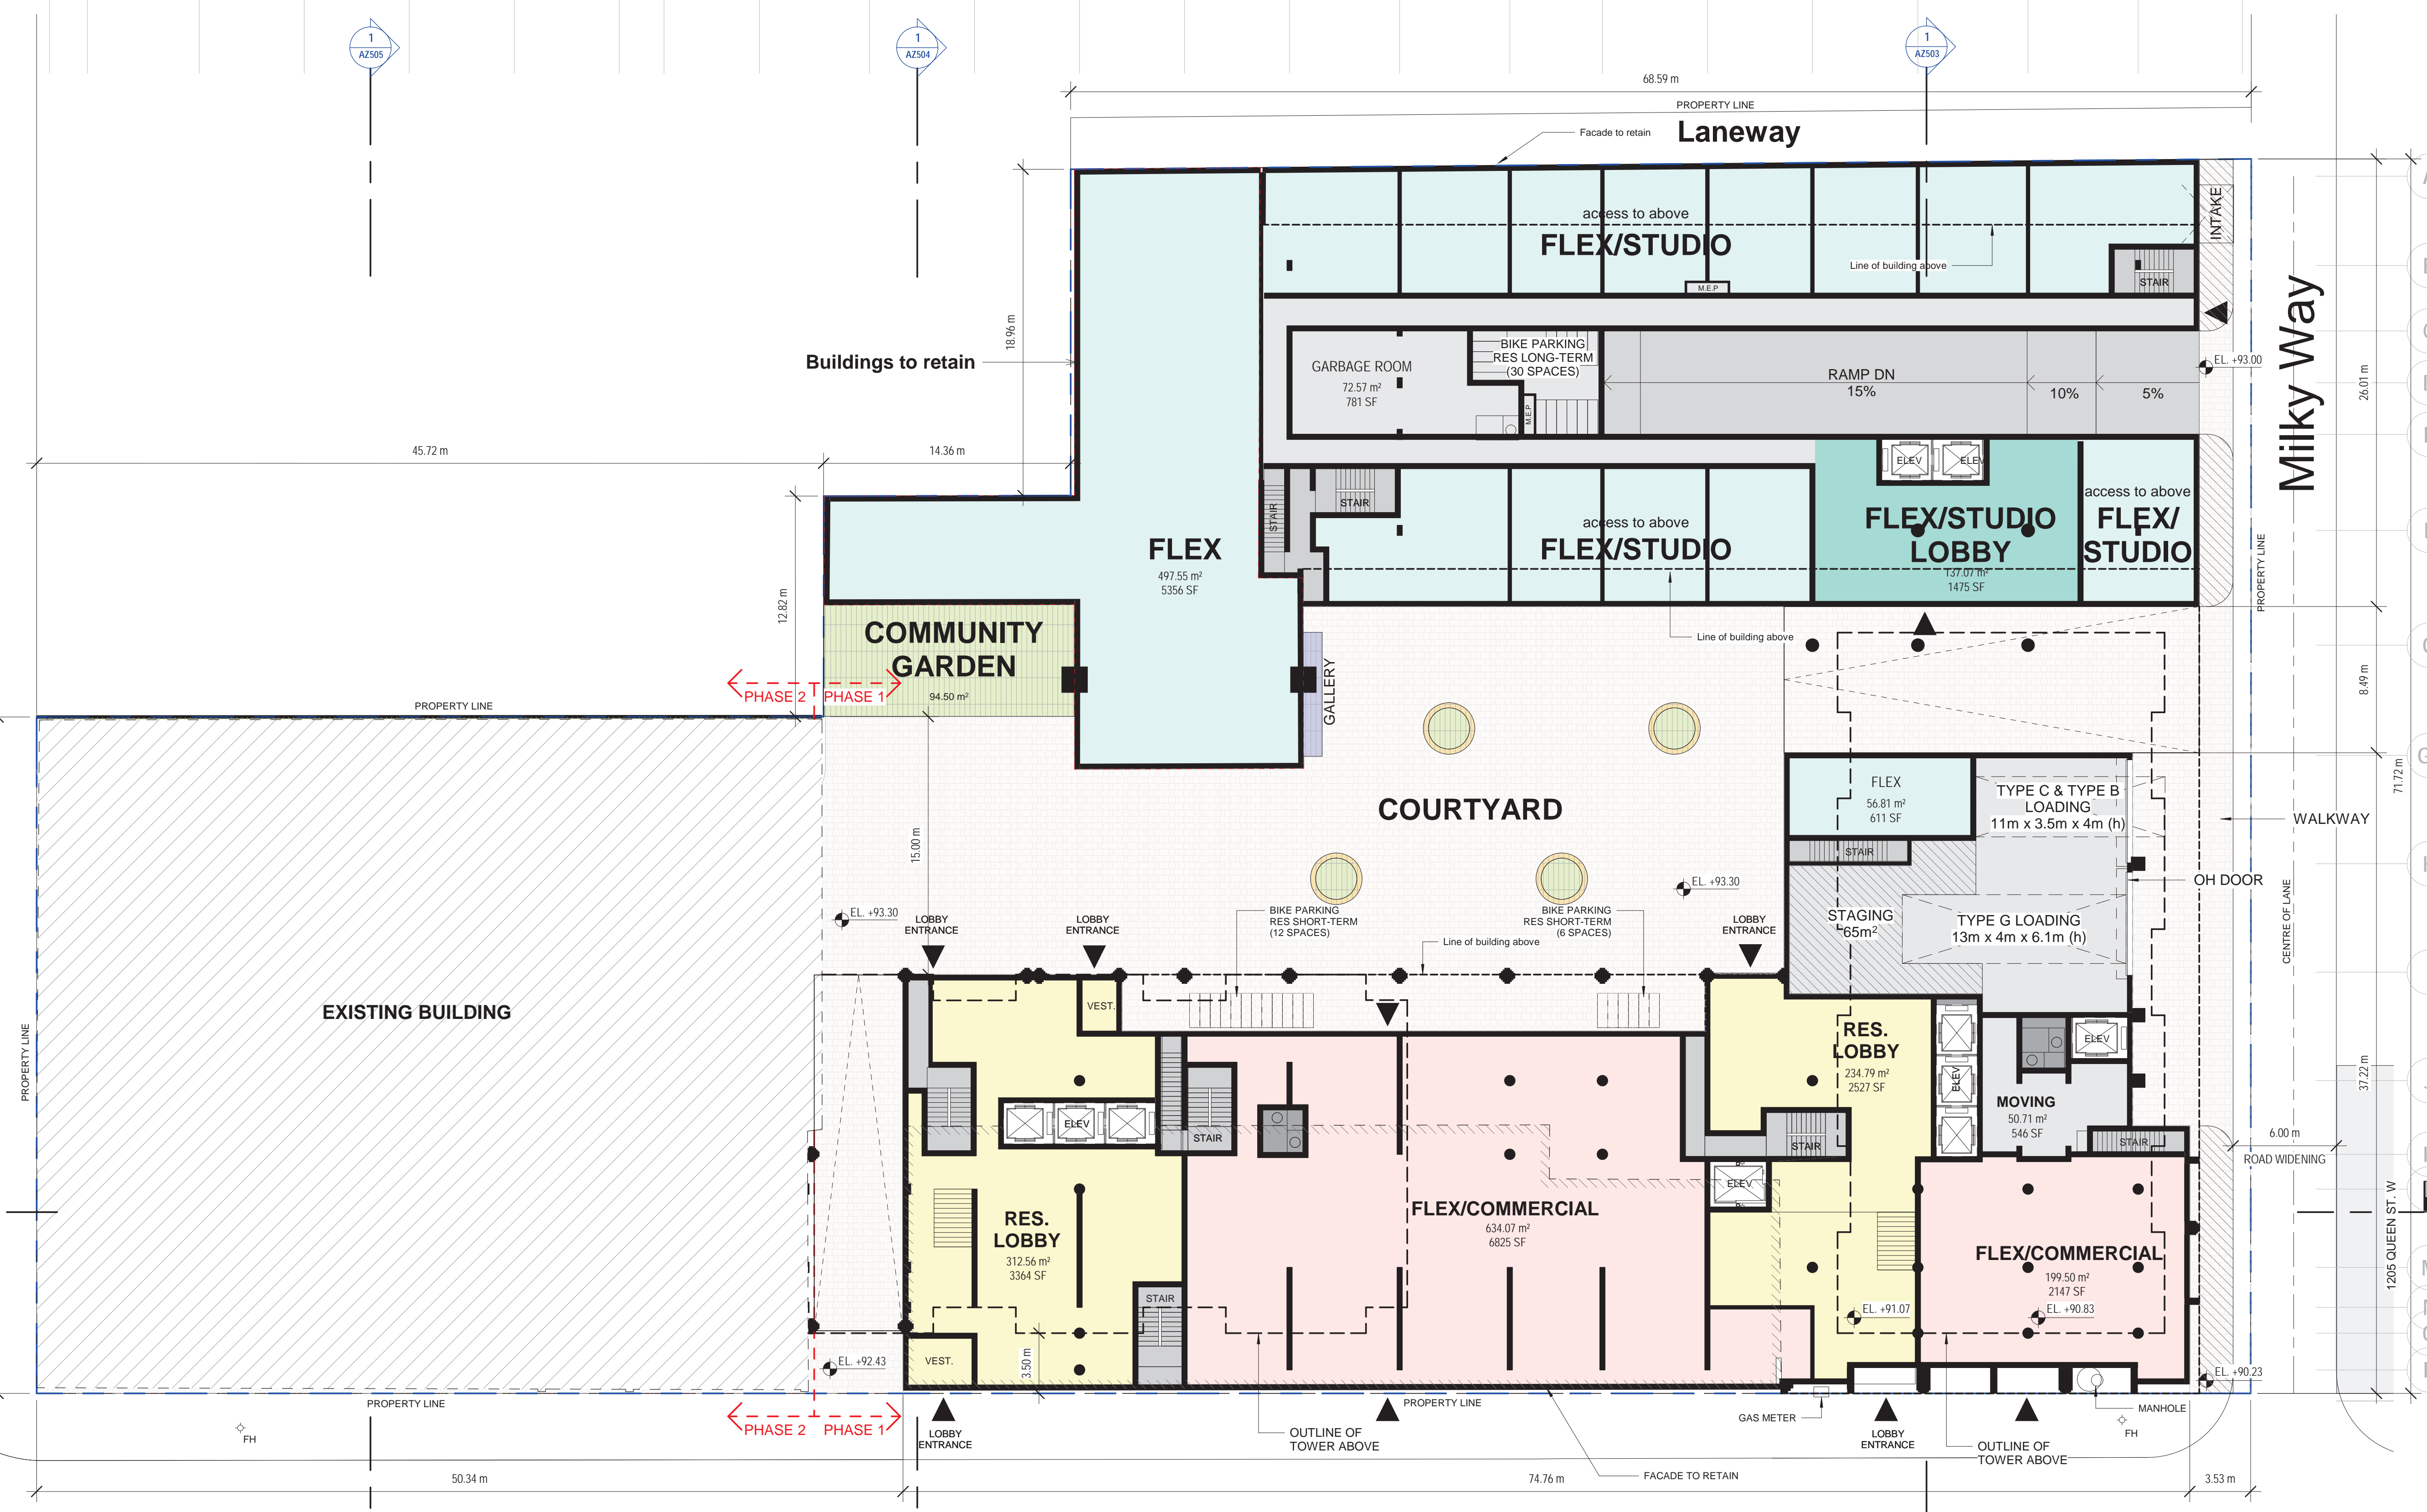 1
AZ505
1
AZ504
1
AZ503
68.59 m
PROPERTY LINE
Facade to retain
Laneway
INTAKE
access to above
FLEX/STUDIO
Line of building above
STAIR
M.E.P
18.96 m
Buildings to retain
GARBAGE ROOM
72.57 m²
781 SF
BIKE PARKING
RES LONG-TERM
(30 SPACES)
M.E.P
RAMP DN
15%
10%
5%
EL. +93.00
Milky Way
26.01 m
45.72 m
14.36 m
ELEV
ELEV
STAIR
STAIR
access to above
FLEX/STUDIO
FLEX/STUDIO
LOBBY
137.07 m²
1475 SF
access to above
FLEX/
STUDIO
FLEX
497.55 m²
5356 SF
PROPERTY LINE
12.82 m
COMMUNITY
GARDEN
94.50 m²
Line of building above
GALLERY
8.49 m
PHASE 2
PHASE 1
PROPERTY LINE
71.72 m
FLEX
56.81 m²
611 SF
TYPE C & TYPE B
LOADING
11m x 3.5m x 4m (h)
COURTYARD
WALKWAY
15.00 m
STAIR
OH DOOR
EL. +93.30
EL. +93.30
LOBBY
ENTRANCE
LOBBY
ENTRANCE
BIKE PARKING
RES SHORT-TERM
(12 SPACES)
BIKE PARKING
RES SHORT-TERM
(6 SPACES)
LOBBY
ENTRANCE
STAGING
65m²
TYPE G LOADING
13m x 4m x 6.1m (h)
CENTRE OF LANE
Line of building above
EXISTING BUILDING
VEST.
RES.
LOBBY
234.79 m²
2527 SF
ELEV
ELEV
PROPERTY LINE
37.22 m
MOVING
50.71 m²
546 SF
ELEV
STAIR
STAIR
STAIR
6.00 m
ROAD WIDENING
ELEV
RES.
LOBBY
312.56 m²
3364 SF
FLEX/COMMERCIAL
634.07 m²
6825 SF
FLEX/COMMERCIAL
199.50 m²
2147 SF
1205 QUEEN ST. W
STAIR
EL. +91.07
EL. +90.83
VEST.
3.50 m
EL. +92.43
EL. +90.23
PROPERTY LINE
PROPERTY LINE
PHASE 2
PHASE 1
GAS METER
MANHOLE
FH
FH
LOBBY
ENTRANCE
OUTLINE OF
TOWER ABOVE
LOBBY
ENTRANCE
OUTLINE OF
TOWER ABOVE
FACADE TO RETAIN
50.34 m
74.76 m
3.53 m